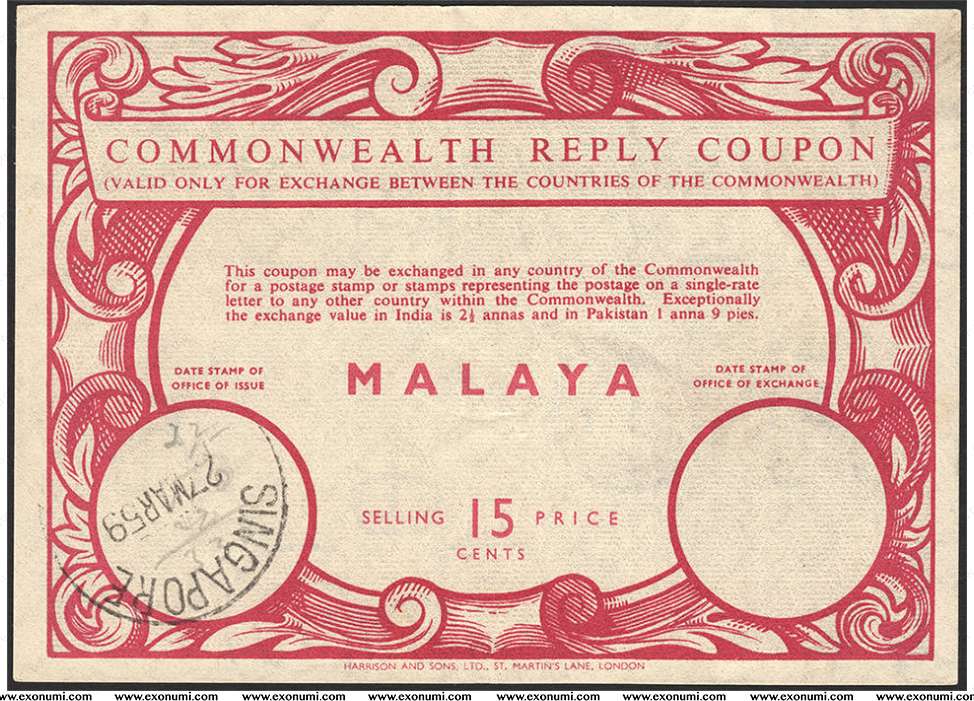 COMMONWEALTH REPLY COUPON
(VALID ONLY FOR EXCHANGE BETWEEN THE COUNTRIES OF THE COMMONWEALTH)
This coupon may be exchanged in any country of the Commonwealth
for a postage stamp or stamps representing the postage on a single-rate
letter to any other country within the Commonwealth. Exceptionally
the exchange value in India is 2½ annas and in Pakistan 1 anna 9 pies.
DATE STAMP OF
OFFICE OF ISSUE
MALAYA
DATE STAMP OF
OFFICE OF EXCHANGE
27 MAR 59
SINGAPORE
SELLING 15 PRICE
CENTS
HARRISON AND SONS, LTD., ST. MARTIN'S LANE, LONDON
www.exonumi.com www.exonumi.com www.exonumi.com www.exonumi.com www.exonumi.com www.exonumi.com www.exonumi.com www.exonumi.com